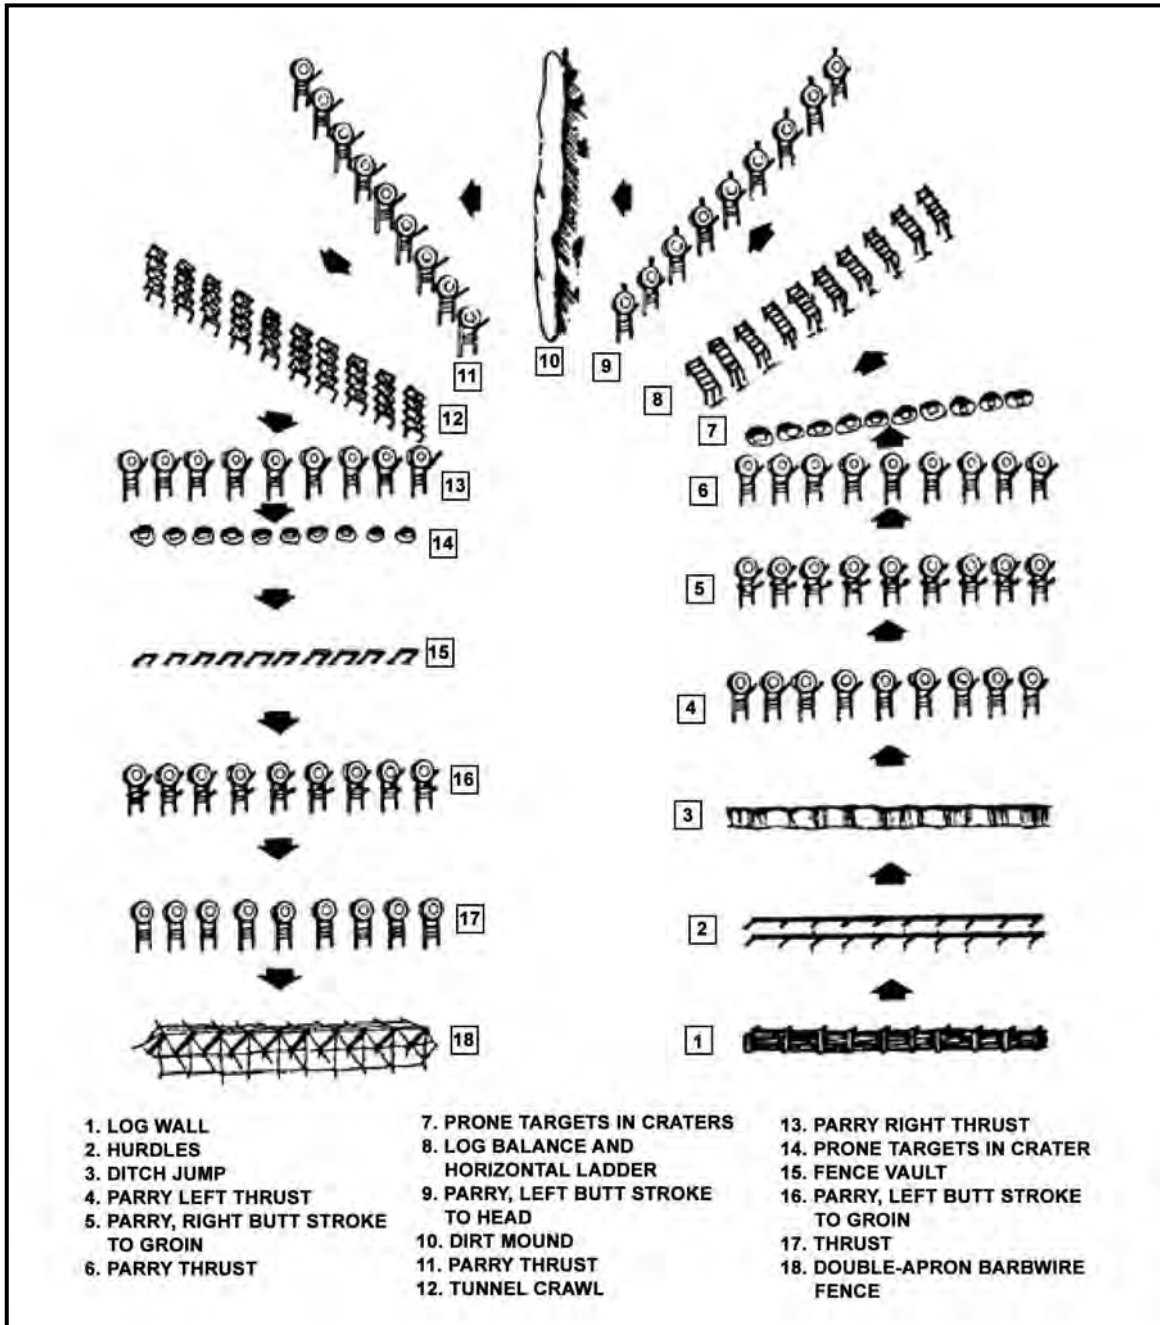 11
10
9
8
12
7
13
6
14
5
15
4
16
3
17
2
18
1
1. LOG WALL
2. HURDLES
3. DITCH JUMP
4. PARRY LEFT THRUST
5. PARRY, RIGHT BUTT STROKE
TO GROIN
6. PARRY THRUST
7. PRONE TARGETS IN CRATERS
8. LOG BALANCE AND
HORIZONTAL LADDER
9. PARRY, LEFT BUTT STROKE
TO HEAD
10. DIRT MOUND
11. PARRY THRUST
12. TUNNEL CRAWL
13. PARRY RIGHT THRUST
14. PRONE TARGETS IN CRATER
15. FENCE VAULT
16. PARRY, LEFT BUTT STROKE
TO GROIN
17. THRUST
18. DOUBLE-APRON BARBWIRE
FENCE